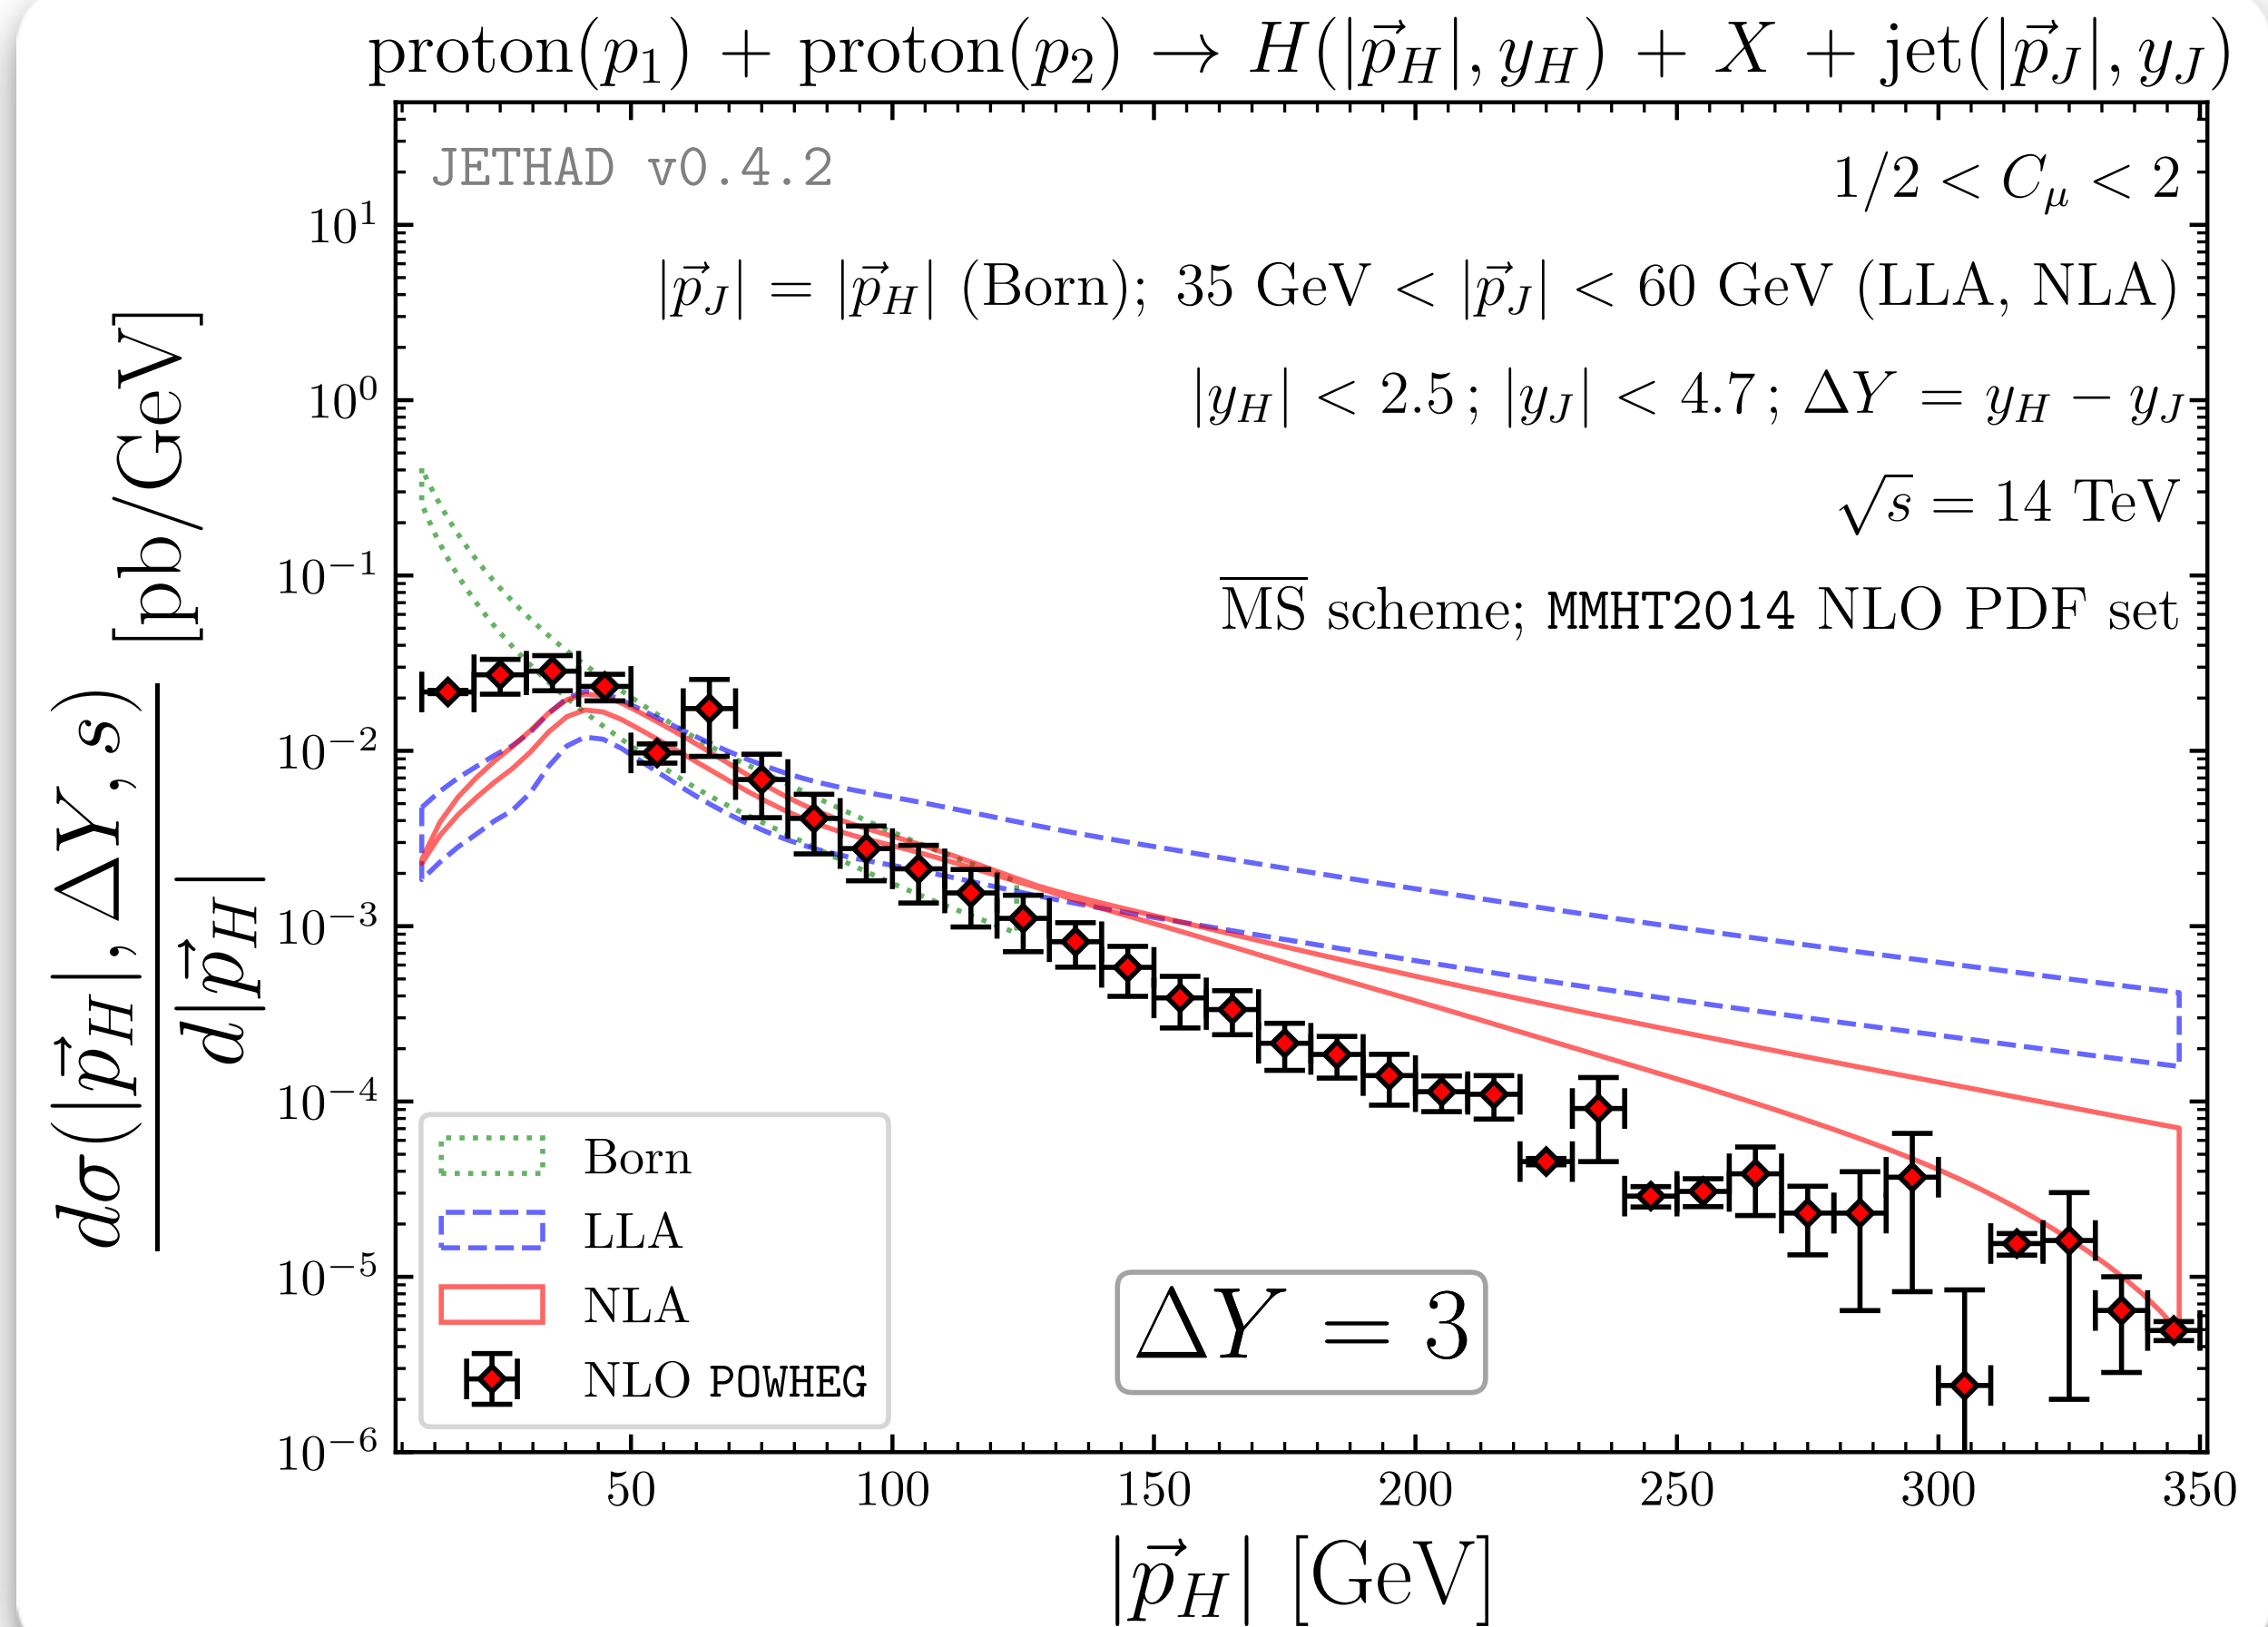 proton(p₁) + proton(p₂) → H(|p⃗_H|, y_H) + X + jet(|p⃗_J|, y_J)
JETHAD v0.4.2
1/2 < C_μ < 2
|p⃗_J| = |p⃗_H| (Born); 35 GeV < |p⃗_J| < 60 GeV (LLA, NLA)
|y_H| < 2.5 ; |y_J| < 4.7 ; ΔY = y_H − y_J
√s = 14 TeV
M̅S̅ scheme; MMHT2014 NLO PDF set
dσ(|p⃗_H|, ΔY, s)
d|p⃗_H|
[pb/GeV]
10¹
10⁰
10⁻¹
10⁻²
10⁻³
10⁻⁴
10⁻⁵
10⁻⁶
Born
LLA
NLA
NLO POWHEG
ΔY = 3
50 100 150 200 250 300 350
|p⃗_H| [GeV]